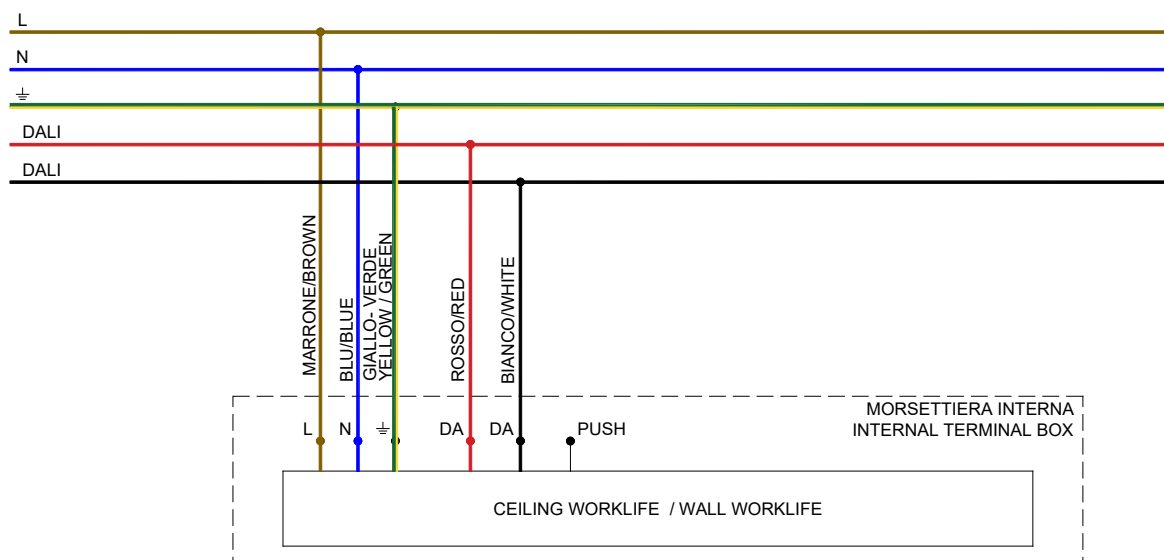 L
N
DALI
DALI
MARRONE/BROWN
BLU/BLUE
GIALLO- VERDE
YELLOW / GREEN
ROSSO/RED
BIANCO/WHITE
MORSETTIERA INTERNA
INTERNAL TERMINAL BOX
L N DA DA PUSH
CEILING WORKLIFE / WALL WORKLIFE